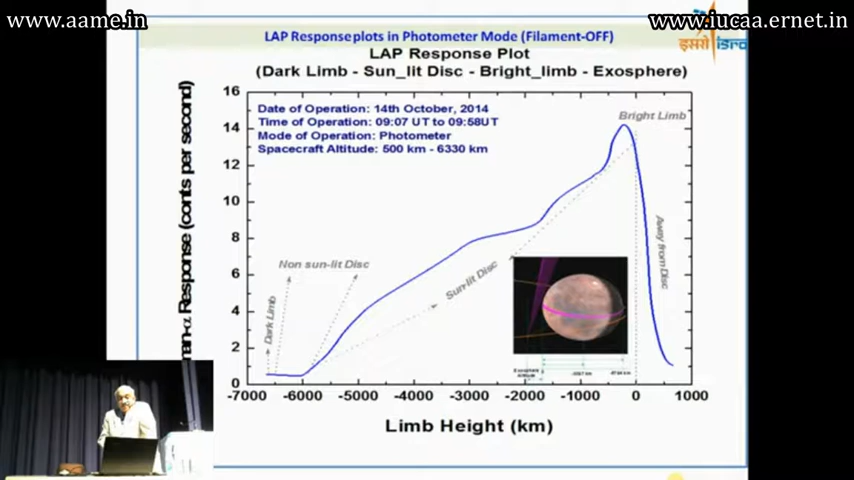 www.aame.in
www.iucaa.ernet.in
LAP Response plots in Photometer Mode (Filament-OFF)
इसरो isro
LAP Response Plot
(Dark Limb - Sun_lit Disc - Bright_limb - Exosphere)
Date of Operation: 14th October, 2014
Time of Operation: 09:07 UT to 09:58UT
Mode of Operation: Photometer
Spacecraft Altitude: 500 km - 6330 km
man-α Response (conts per second)
16
14
12
10
8
6
4
2
0
Bright Limb
Non sun-lit Disc
Dark Limb
Sun-lit Disc
Away from Disc
-7000 -6000 -5000 -4000 -3000 -2000 -1000 0 1000
Limb Height (km)